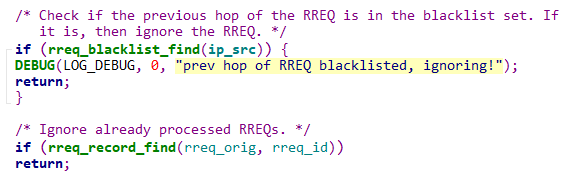 /* Check if the previous hop of the RREQ is in the blacklist set. If
it is, then ignore the RREQ. */
if (rreq_blacklist_find(ip_src)) {
DEBUG(LOG_DEBUG, 0, "prev hop of RREQ blacklisted, ignoring!");
return;
}
/* Ignore already processed RREQs. */
if (rreq_record_find(rreq_orig, rreq_id))
return;